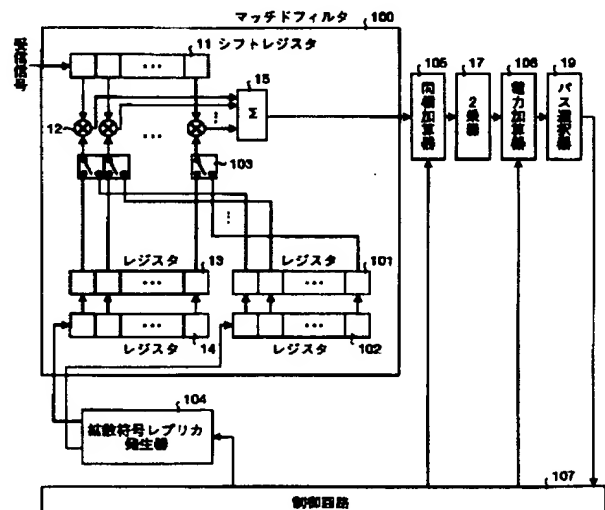 マッチドフィルタ 100
11 シフトレジスタ
...
15
Σ
12
...
103
105
同相加算器
17
2乗器
106
電力加算器
19
パス選択器
レジスタ
13
...
14
レジスタ
...
レジスタ
101
...
レジスタ
102
...
104
拡散符号レプリカ
発生器
107
制御回路